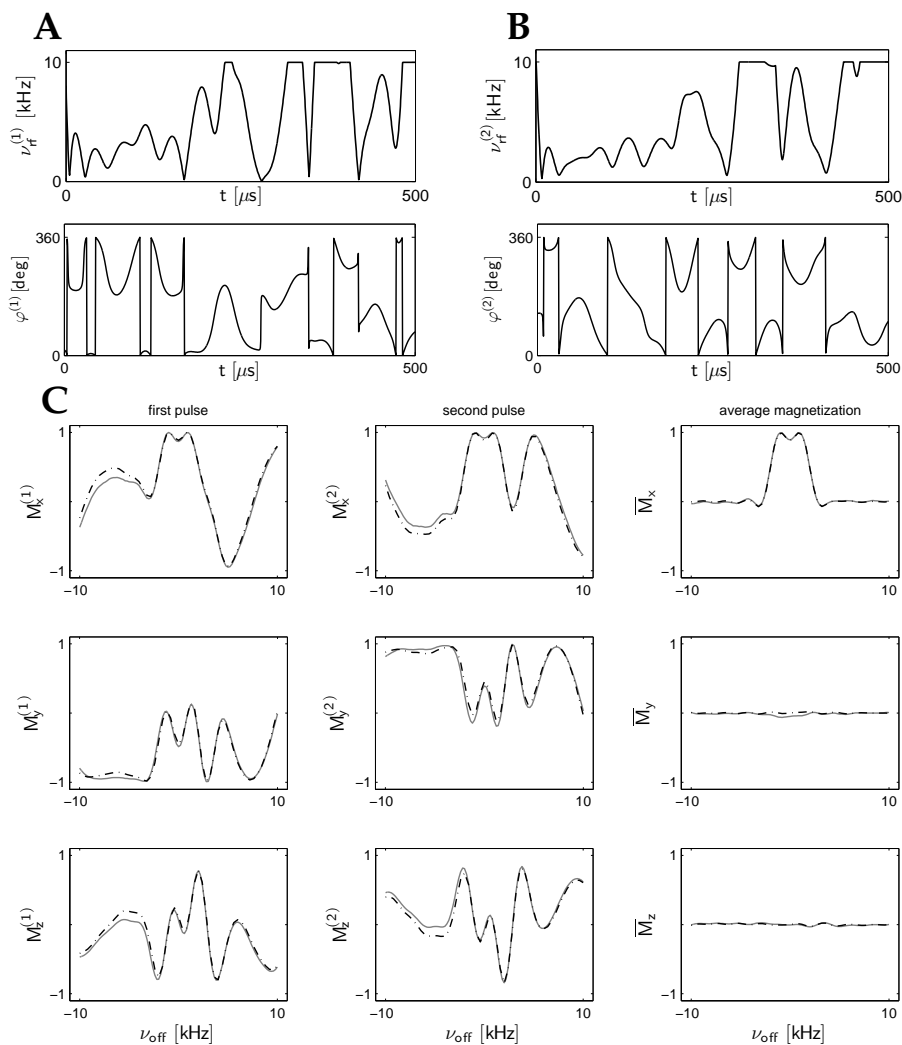 A
B
10
0
ν_rf^(1) [kHz]
0
t [μs]
500
10
0
ν_rf^(2) [kHz]
0
t [μs]
500
360
0
φ^(1) [deg]
0
t [μs]
500
360
0
φ^(2) [deg]
0
t [μs]
500
C
first pulse
second pulse
average magnetization
1
−1
M_x^(1)
−10
10
1
−1
M_x^(2)
−10
10
1
−1
M̅_x
−10
10
1
−1
M_y^(1)
−10
10
1
−1
M_y^(2)
−10
10
1
−1
M̅_y
−10
10
1
−1
M_z^(1)
−10
10
ν_off [kHz]
1
−1
M_z^(2)
−10
10
ν_off [kHz]
1
−1
M̅_z
−10
10
ν_off [kHz]